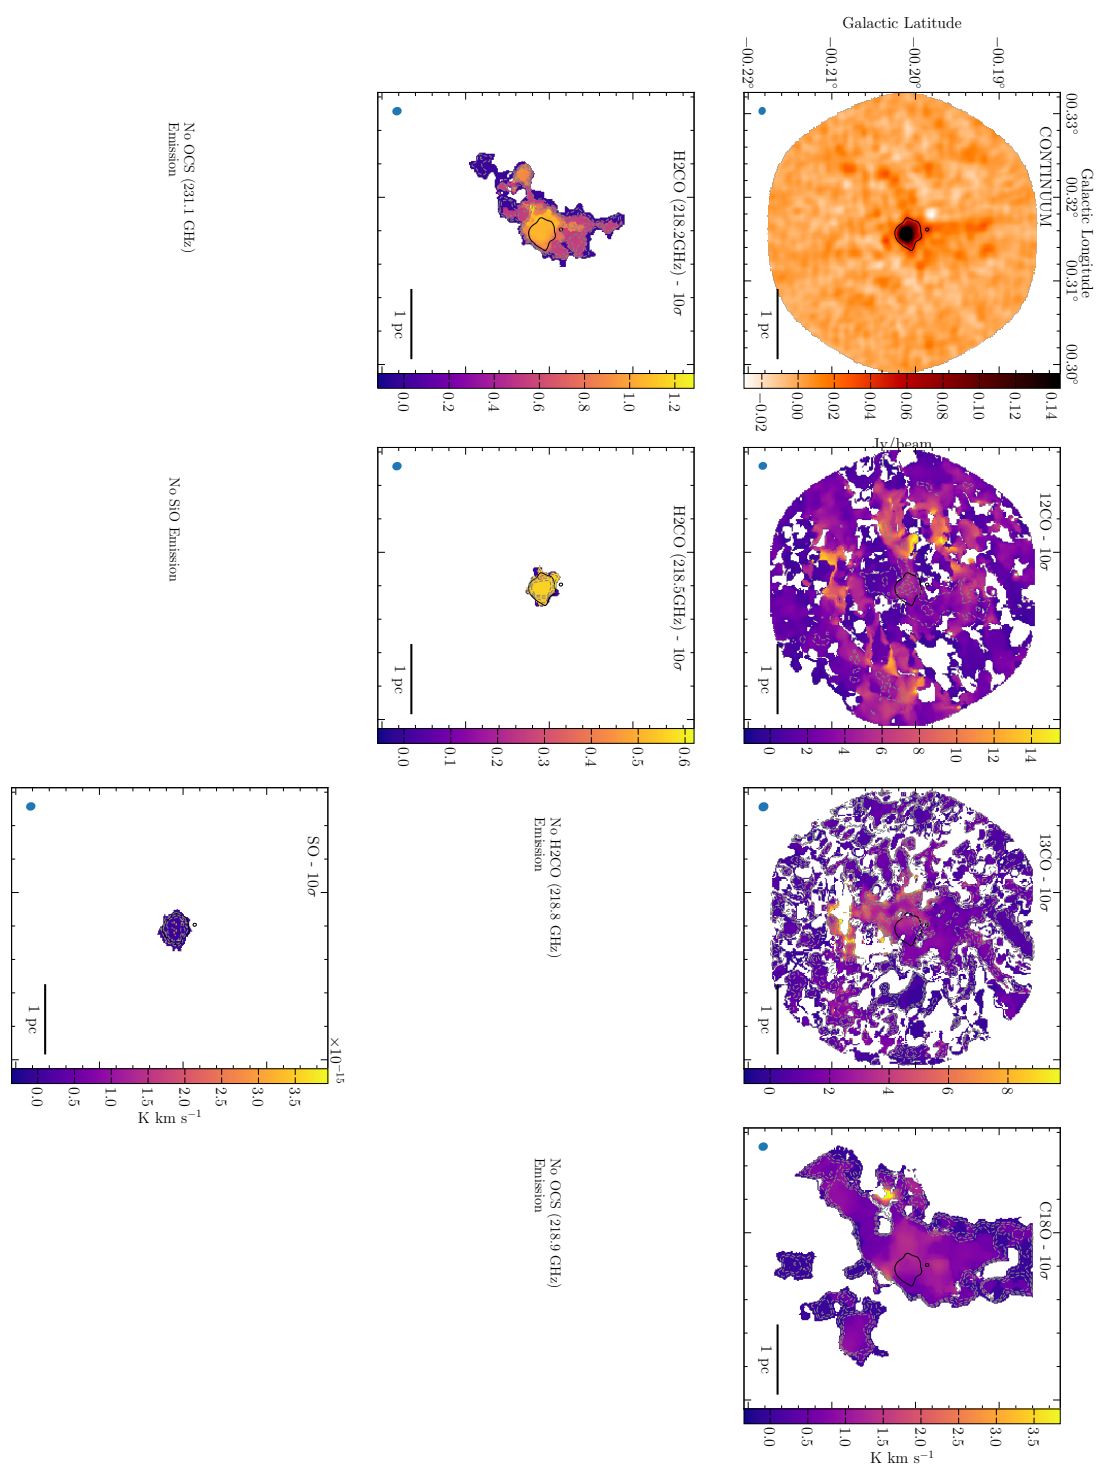 Galactic Longitude
00.33°
00.32°
00.31°
00.30°
Galactic Latitude
−0.19°
−0.20°
−0.21°
−0.22°
CONTINUUM
1 pc
0.14
0.12
0.10
0.08
0.06
0.04
0.02
0.00
−0.02
Jy/beam
12CO - 10σ
1 pc
14
12
10
8
6
4
2
0
13CO - 10σ
1 pc
8
6
4
2
0
C18O - 10σ
1 pc
3.5
3.0
2.5
2.0
1.5
1.0
0.5
0.0
K km s⁻¹
H2CO (218.2GHz) - 10σ
1 pc
1.2
1.0
0.8
0.6
0.4
0.2
0.0
H2CO (218.5GHz) - 10σ
1 pc
0.6
0.5
0.4
0.3
0.2
0.1
0.0
No H2CO (218.8 GHz)
Emission
No OCS (218.9 GHz)
Emission
No OCS (231.1 GHz)
Emission
No SiO Emission
×10⁻¹⁵
SO - 10σ
1 pc
3.5
3.0
2.5
2.0
1.5
1.0
0.5
0.0
K km s⁻¹